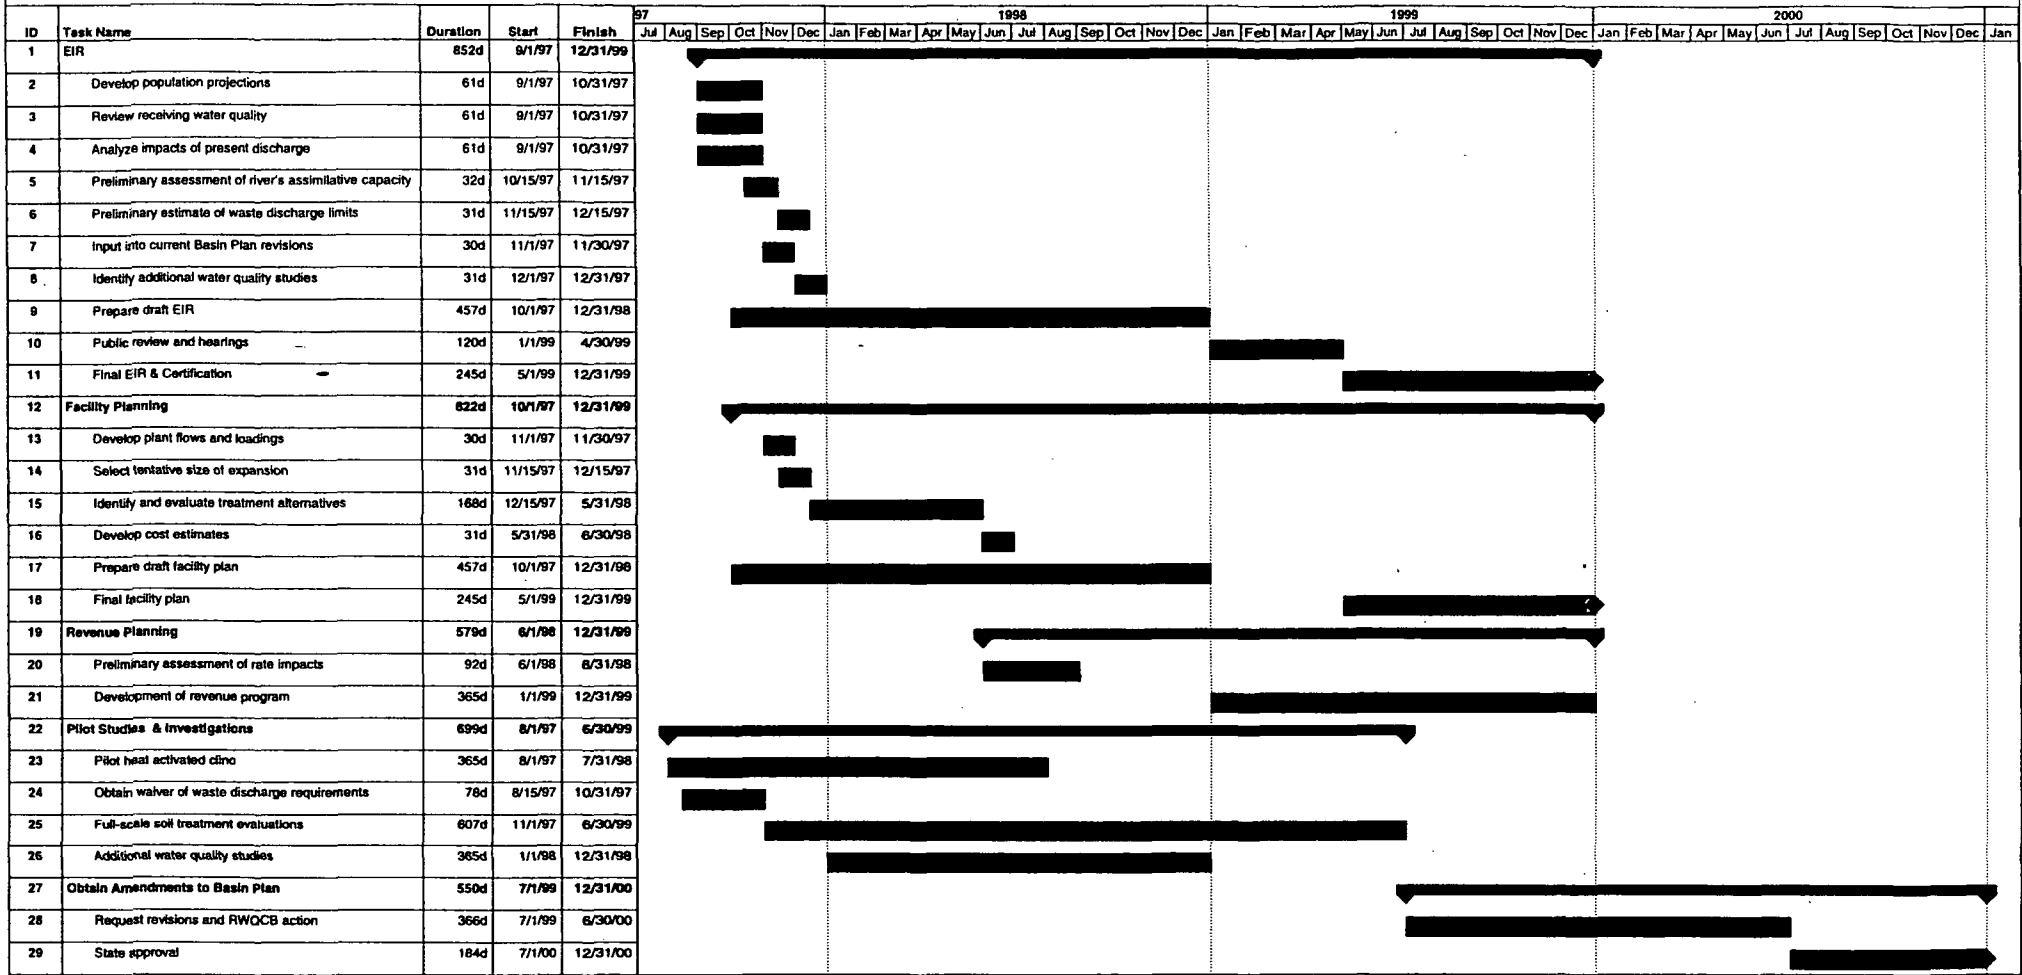 97 1998 1999 2000
ID Task Name Duration Start Finish Jul Aug Sep Oct Nov Dec Jan Feb Mar Apr May Jun Jul Aug Sep Oct Nov Dec Jan Feb Mar Apr May Jun Jul Aug Sep Oct Nov Dec Jan Feb Mar Apr May Jun Jul Aug Sep Oct Nov Dec Jan
1 EIR 852d 9/1/97 12/31/99
2 Develop population projections 61d 9/1/97 10/31/97
3 Review receiving water quality 61d 9/1/97 10/31/97
4 Analyze impacts of present discharge 61d 9/1/97 10/31/97
5 Preliminary assessment of river's assimilative capacity 32d 10/15/97 11/15/97
6 Preliminary estimate of waste discharge limits 31d 11/15/97 12/15/97
7 Input into current Basin Plan revisions 30d 11/1/97 11/30/97
8 Identify additional water quality studies 31d 12/1/97 12/31/97
9 Prepare draft EIR 457d 10/1/97 12/31/98
10 Public review and hearings 120d 1/1/99 4/30/99
11 Final EIR & Certification 245d 5/1/99 12/31/99
12 Facility Planning 822d 10/1/97 12/31/99
13 Develop plant flows and loadings 30d 11/1/97 11/30/97
14 Select tentative size of expansion 31d 11/15/97 12/15/97
15 Identify and evaluate treatment alternatives 168d 12/15/97 5/31/98
16 Develop cost estimates 31d 5/31/98 6/30/98
17 Prepare draft facility plan 457d 10/1/97 12/31/98
18 Final facility plan 245d 5/1/99 12/31/99
19 Revenue Planning 579d 6/1/98 12/31/99
20 Preliminary assessment of rate impacts 92d 6/1/98 8/31/98
21 Development of revenue program 365d 1/1/99 12/31/99
22 Pilot Studies & Investigations 699d 8/1/97 6/30/99
23 Pilot heat activated clino 365d 8/1/97 7/31/98
24 Obtain waiver of waste discharge requirements 78d 8/15/97 10/31/97
25 Full-scale soil treatment evaluations 607d 11/1/97 6/30/99
26 Additional water quality studies 365d 1/1/98 12/31/98
27 Obtain Amendments to Basin Plan 550d 7/1/99 12/31/00
28 Request revisions and RWQCB action 366d 7/1/99 6/30/00
29 State approval 184d 7/1/00 12/31/00